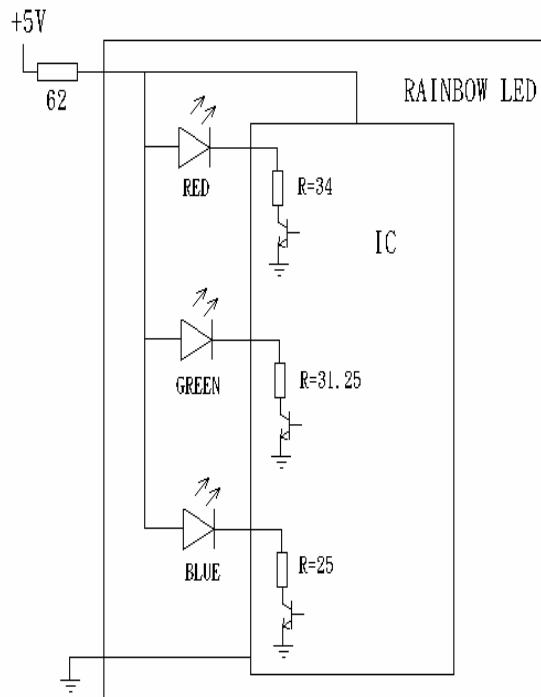 +5V
62
RAINBOW LED
RED
R=34
IC
GREEN
R=31.25
BLUE
R=25